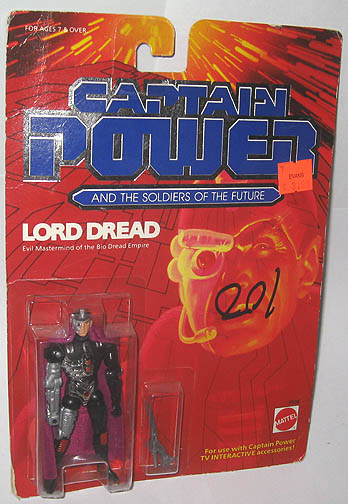 FOR AGES 7 & OVER
CAPTAIN
POWER
AND THE SOLDIERS OF THE FUTURE
EVANS
LORD DREAD
Evil Mastermind of the Bio Dread Empire
201
MATTEL
For use with Captain Power
TV INTERACTIVE accessories!